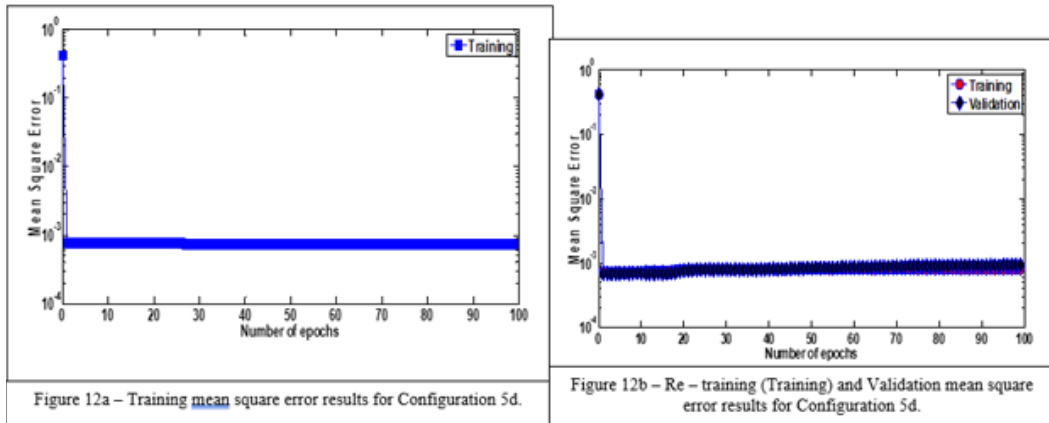 10^0
10^-1
10^-2
10^-3
10^-4
Mean Square Error
Training
0 10 20 30 40 50 60 70 80 90 100
Number of epochs
Figure 12a – Training mean square error results for Configuration 5d.
10^0
10^-1
10^-2
10^-3
10^-4
Mean Square Error
Training
Validation
0 10 20 30 40 50 60 70 80 90 100
Number of epochs
Figure 12b – Re – training (Training) and Validation mean square
error results for Configuration 5d.